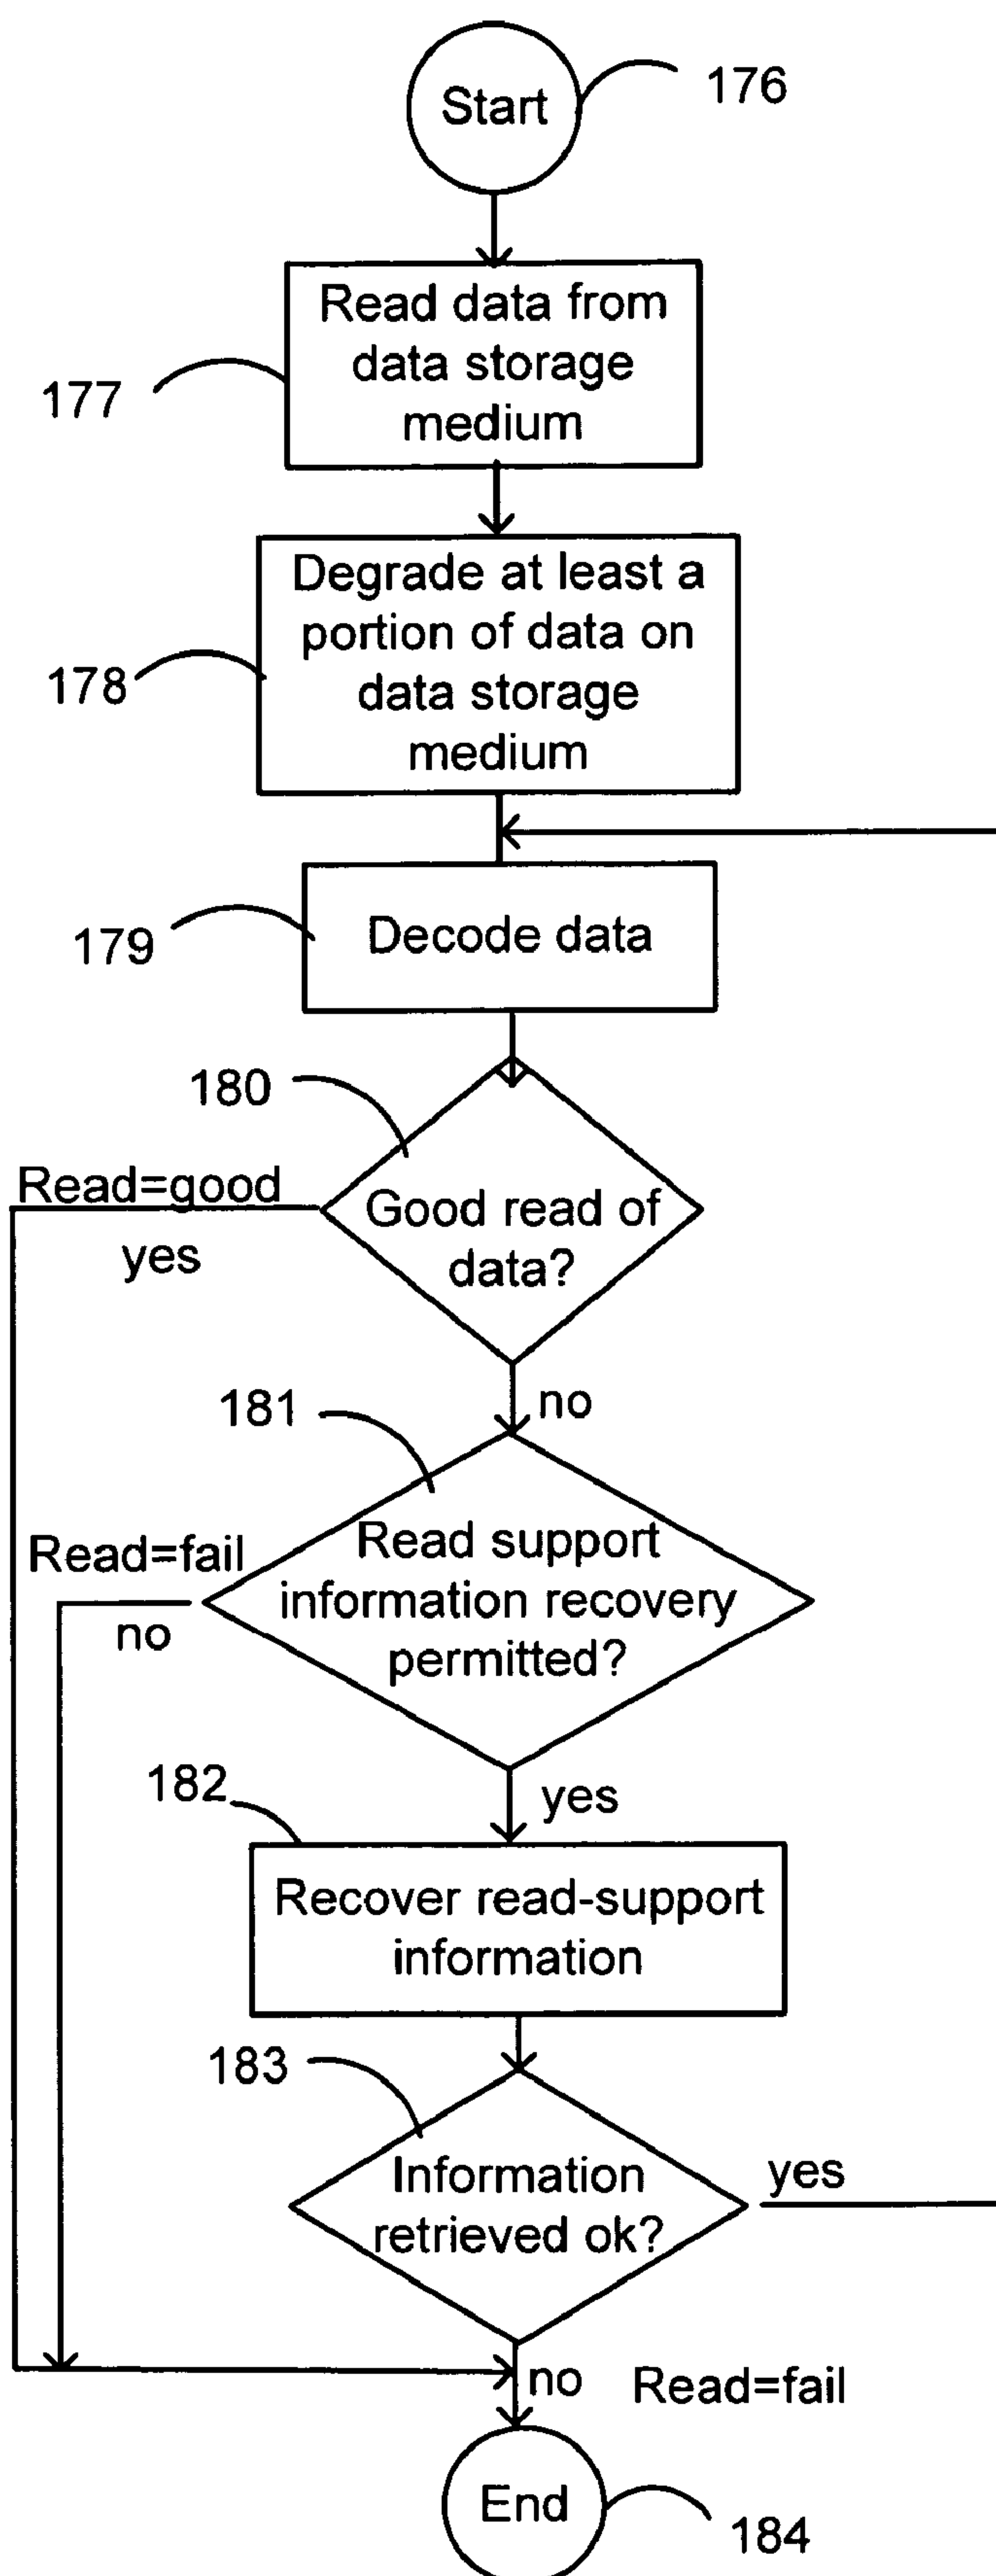 Start
176
Read data from
data storage
medium
177
Degrade at least a
portion of data on
data storage
medium
178
Decode data
179
180
Read=good
yes
Good read of
data?
no
181
Read=fail
no
Read support
information recovery
permitted?
yes
182
Recover read-support
information
183
Information
retrieved ok?
yes
no
Read=fail
End
184